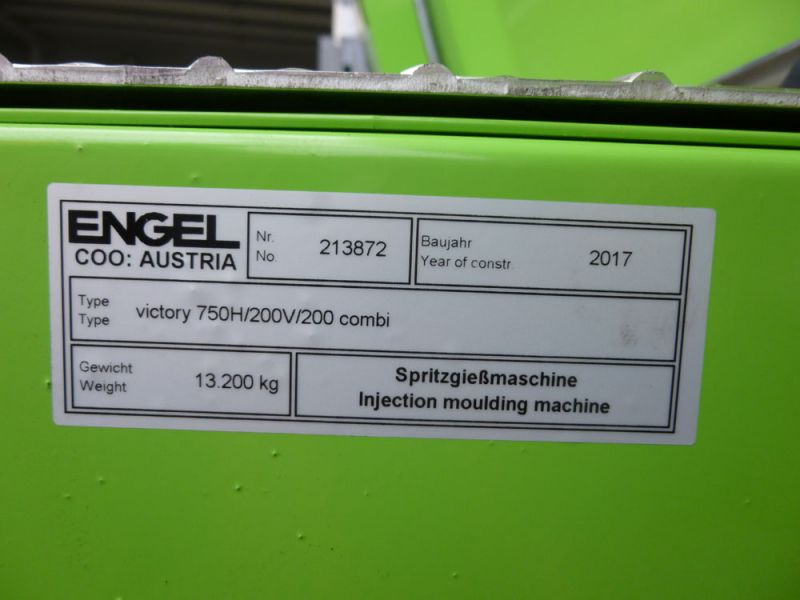 ENGEL
COO: AUSTRIA
Nr.
No. 213872
Baujahr
Year of constr. 2017
Type
Type victory 750H/200V/200 combi
Gewicht
Weight 13.200 kg
Spritzgießmaschine
Injection moulding machine